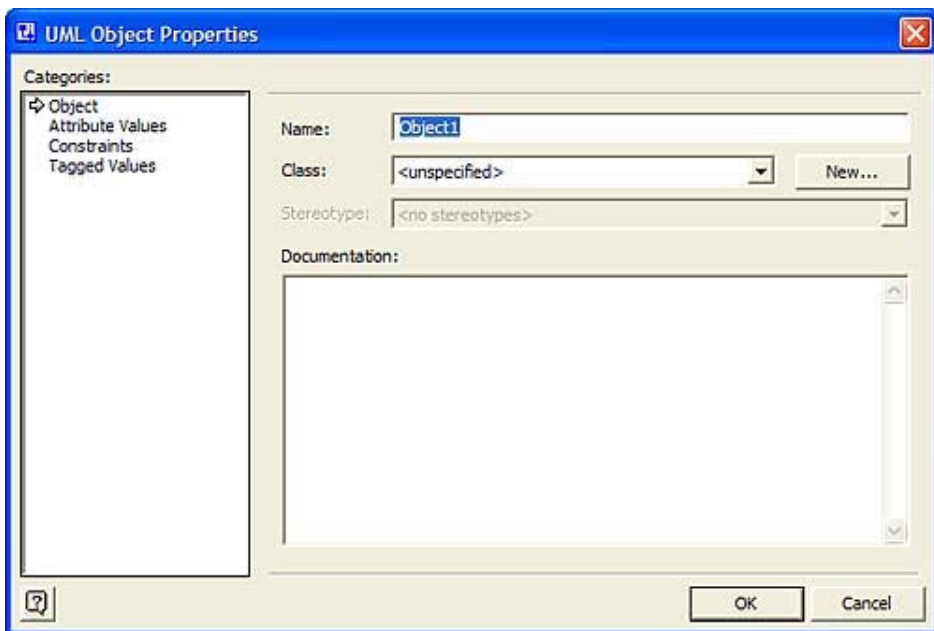 UML Object Properties
Categories:
Object
Attribute Values
Constraints
Tagged Values
Name:
Object1
Class:
<unspecified>
New...
Stereotype:
<no stereotypes>
Documentation:
OK
Cancel